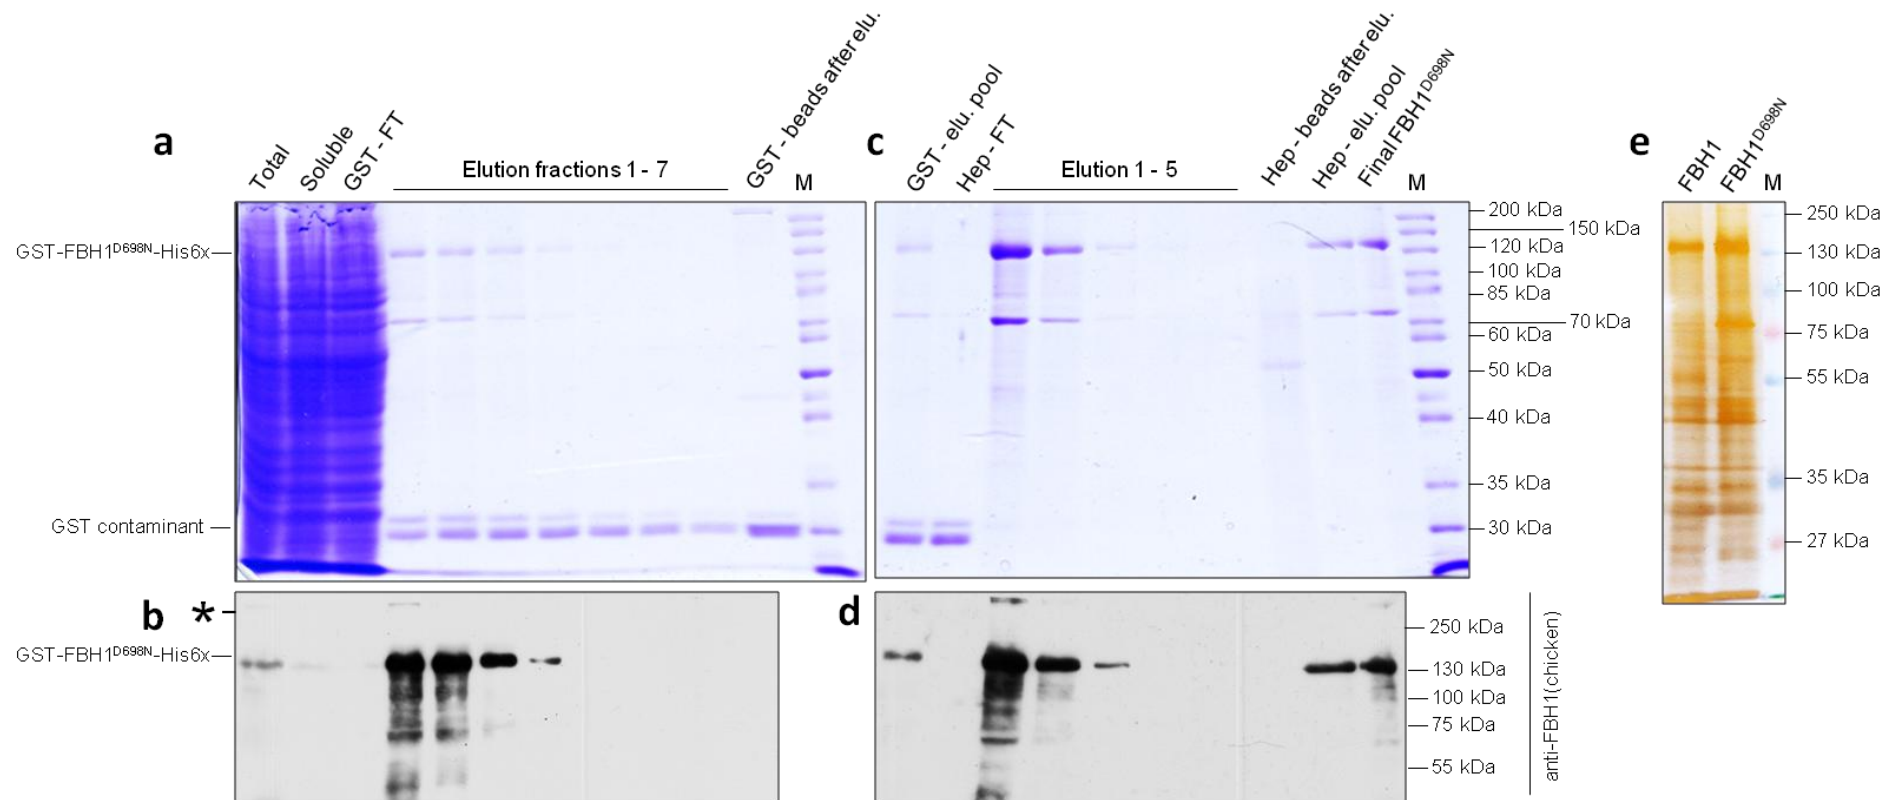 a
Total
Soluble
GST - FT
Elution fractions 1 - 7
GST - beads after elu.
M
GST-FBH1D698N-His6x
GST contaminant
c
GST - elu. pool
Hep - FT
Elution 1 - 5
Hep - beads after elu.
Hep - elu. pool
Final FBH1D698N
M
200 kDa
150 kDa
120 kDa
100 kDa
85 kDa
70 kDa
60 kDa
50 kDa
40 kDa
35 kDa
30 kDa
e
FBH1
FBH1D698N
M
250 kDa
130 kDa
100 kDa
75 kDa
55 kDa
35 kDa
27 kDa
b
*
GST-FBH1D698N-His6x
d
250 kDa
130 kDa
100 kDa
75 kDa
55 kDa
anti-FBH1(chicken)